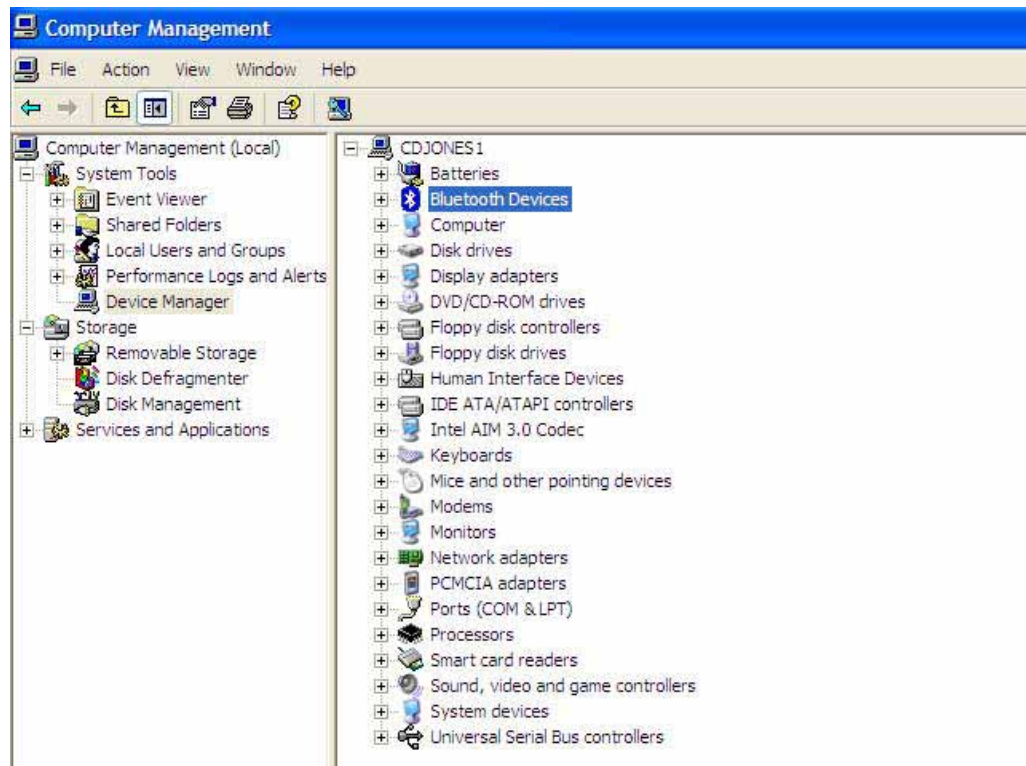 Computer Management
File Action View Window Help
Computer Management (Local)
System Tools
Event Viewer
Shared Folders
Local Users and Groups
Performance Logs and Alerts
Device Manager
Storage
Removable Storage
Disk Defragmenter
Disk Management
Services and Applications
CDJONES1
Batteries
Bluetooth Devices
Computer
Disk drives
Display adapters
DVD/CD-ROM drives
Floppy disk controllers
Floppy disk drives
Human Interface Devices
IDE ATA/ATAPI controllers
Intel AIM 3.0 Codec
Keyboards
Mice and other pointing devices
Modems
Monitors
Network adapters
PCMCIA adapters
Ports (COM & LPT)
Processors
Smart card readers
Sound, video and game controllers
System devices
Universal Serial Bus controllers